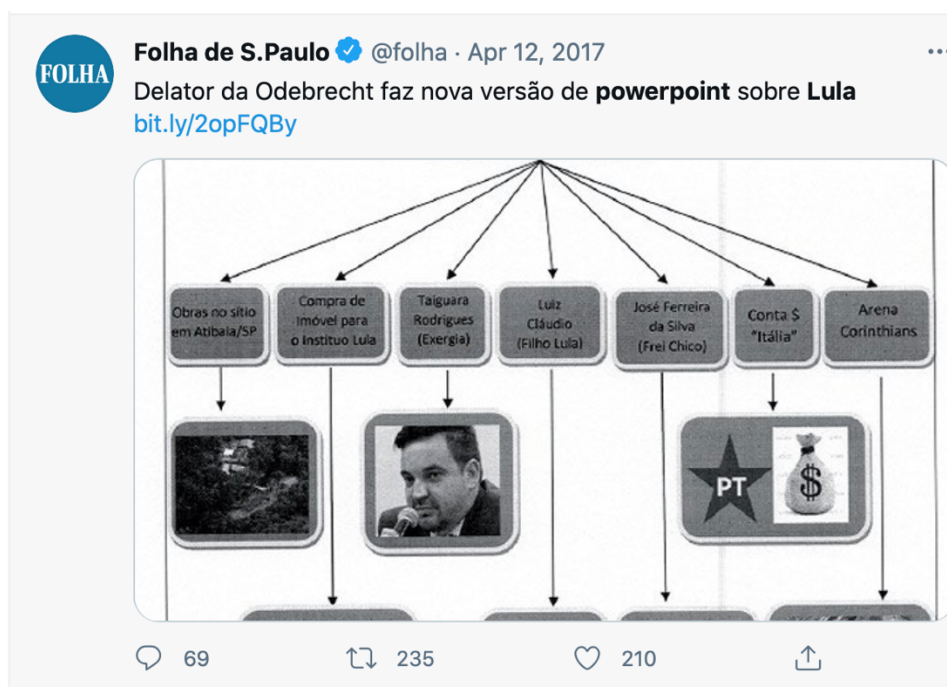 FOLHA
Folha de S.Paulo @folha · Apr 12, 2017
Delator da Odebrecht faz nova versão de powerpoint sobre Lula
bit.ly/2opFQBy
Obras no sítio
em Atibaia/SP
Compra de
Imóvel para
o Instituo Lula
Taiguara
Rodrigues
(Exergia)
Luiz
Cláudio
(Filho Lula)
José Ferreira
da Silva
(Frei Chico)
Conta $
"Itália"
Arena
Corinthians
PT
$
69
235
210